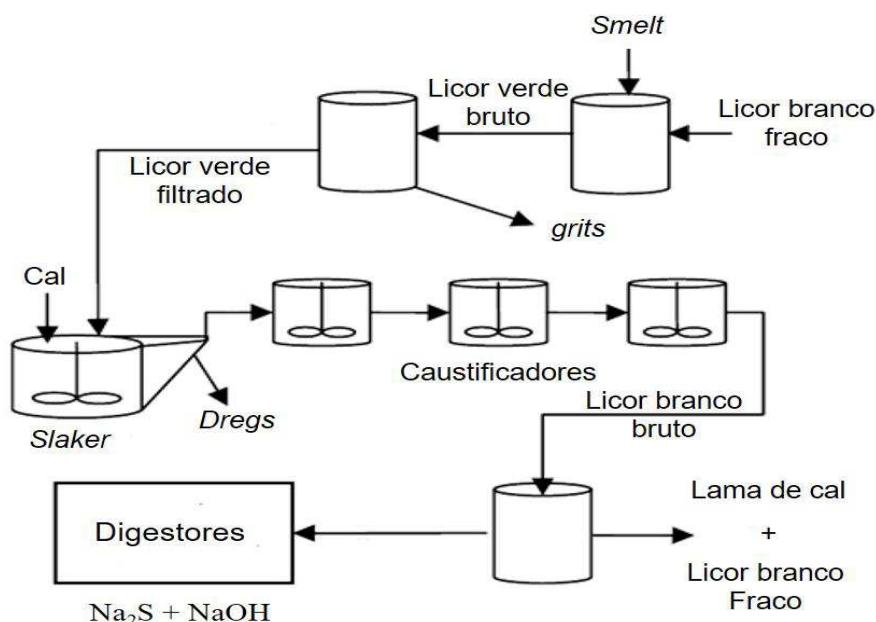 Smelt
Licor verde
bruto
Licor branco
fraco
Licor verde
filtrado
grits
Cal
Caustificadores
Slaker
Dregs
Licor branco
bruto
Digestores
Lama de cal
+
Licor branco
Fraco
Na₂S + NaOH